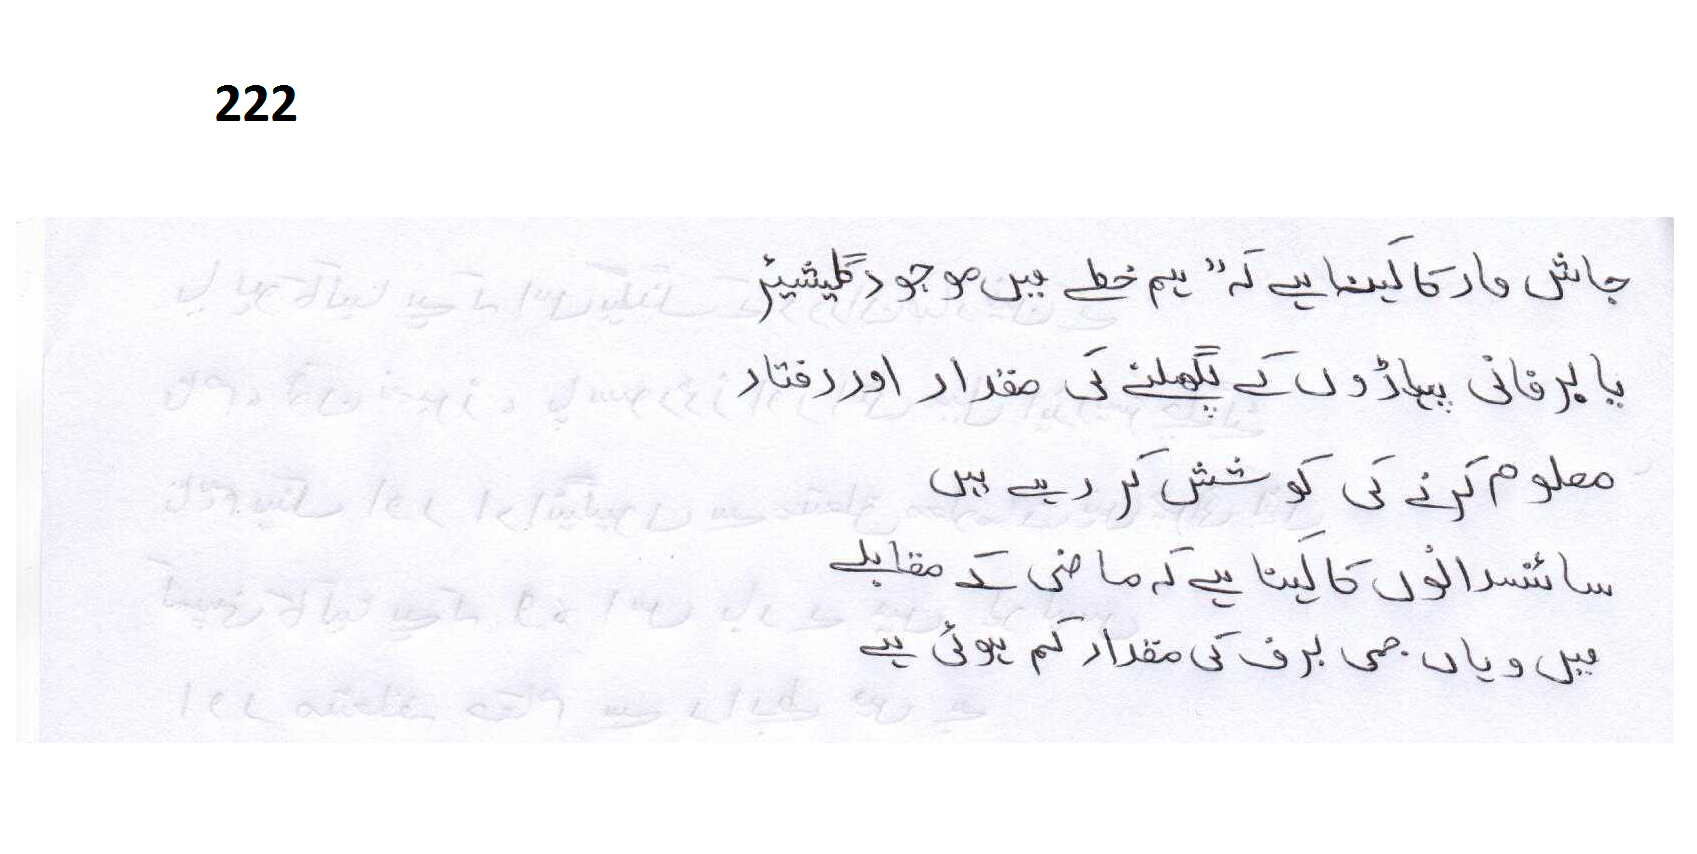 222
جانش مار کا کہنا ہے کہ "ہم خطے میں موجود گلیشیئر
یا برفانی پہاڑوں کے پگھلنے کی مقدار اور رفتار
معلوم کرنے کی کوشش کر رہے ہیں
سائنسدانوں کا کہنا ہے کہ ماضی کے مقابلے
میں وہاں جمی برف کی مقدار کم ہوئی ہے